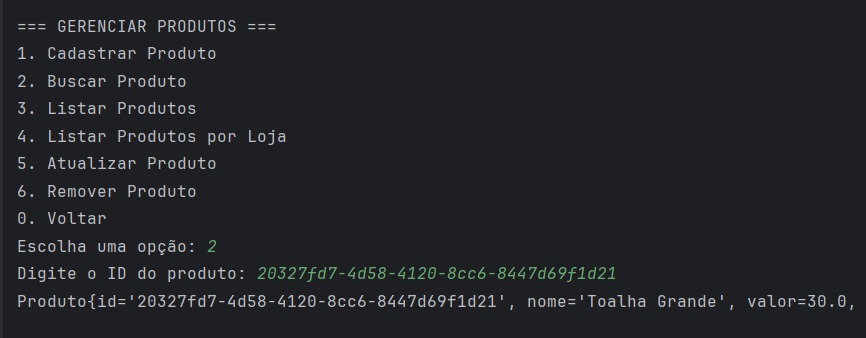 === GERENCIAR PRODUTOS ===
1. Cadastrar Produto
2. Buscar Produto
3. Listar Produtos
4. Listar Produtos por Loja
5. Atualizar Produto
6. Remover Produto
0. Voltar
Escolha uma opção: 2
Digite o ID do produto: 20327fd7-4d58-4120-8cc6-8447d69f1d21
Produto{id='20327fd7-4d58-4120-8cc6-8447d69f1d21', nome='Toalha Grande', valor=30.0,